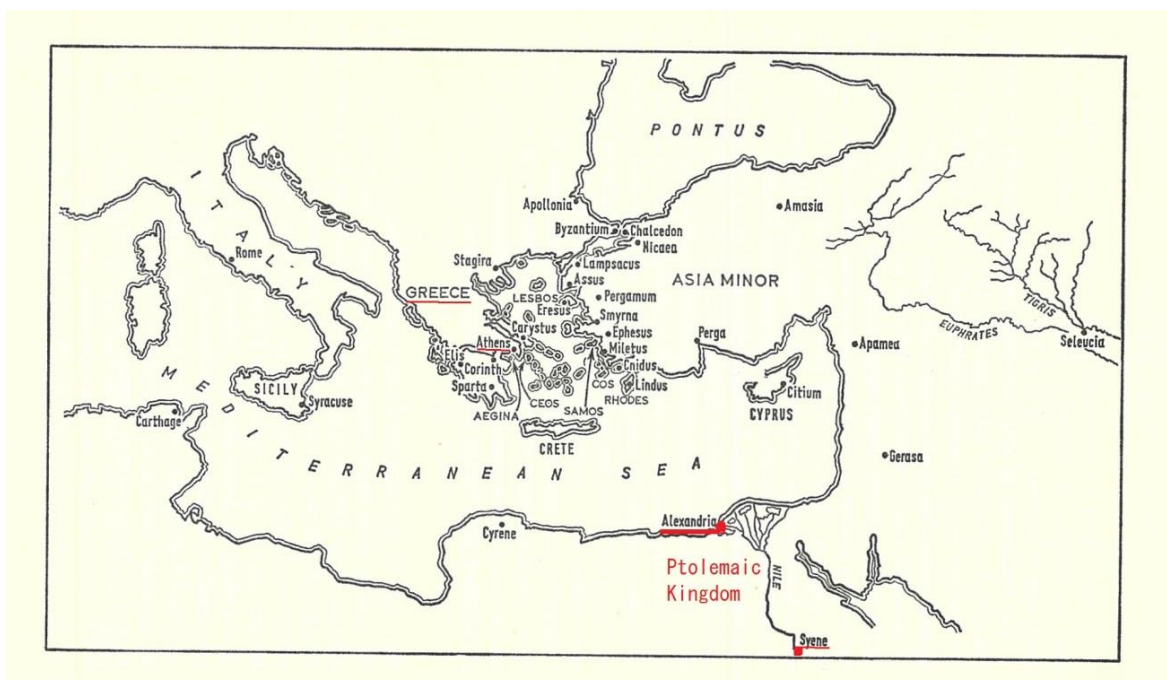 PONTUS
ITALY
Apollonia
Amasia
Byzantium
Chalcedon
Nicaea
Rome
Stagira
Lampsacus
Assus
ASIA MINOR
GREECE
LESBOS
Eresus
Pergamum
TIGRIS
Smyrna
Carystus
Ephesus
EUPHRATES
Perga
Athens
Miletus
Apamea
Seleucia
Elis
Corinth
Cnidus
MEDITERRANEAN SEA
SICILY
Sparta
COS
Lindus
Citium
Syracuse
CEOS
RHODES
AEGINA
SAMOS
CYPRUS
Carthage
CRETE
Gerasa
Alexandria
Cyrene
Ptolemaic
Kingdom
NILE
Syene